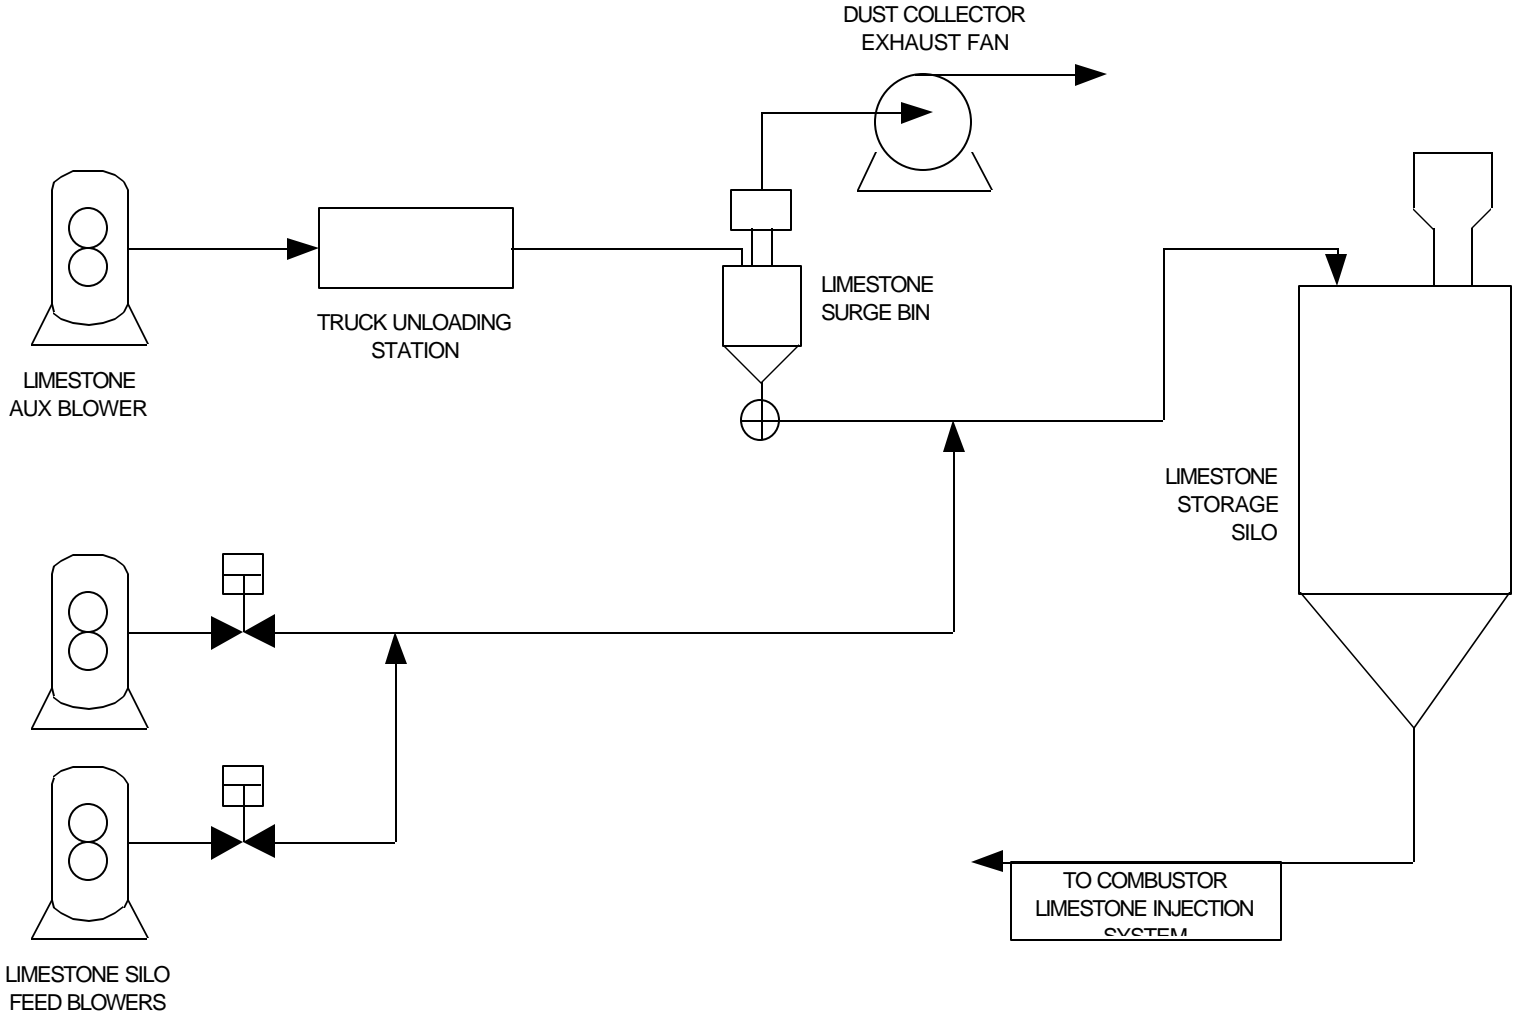 DUST COLLECTOR
EXHAUST FAN
LIMESTONE
SURGE BIN
TRUCK UNLOADING
STATION
LIMESTONE
AUX BLOWER
LIMESTONE
STORAGE
SILO
TO COMBUSTOR
LIMESTONE INJECTION
SYSTEM
LIMESTONE SILO
FEED BLOWERS